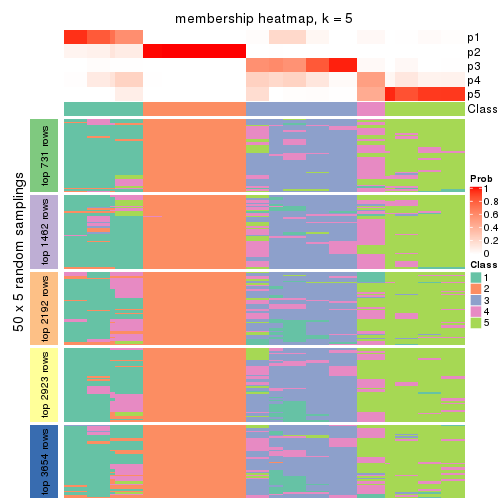 membership heatmap, k = 5
p1
p2
p3
p4
p5
Class
50 x 5 random samplings
top 731 rows
top 1462 rows
top 2192 rows
top 2923 rows
top 3654 rows
Prob
1
0.8
0.6
0.4
0.2
0
Class
1
2
3
4
5